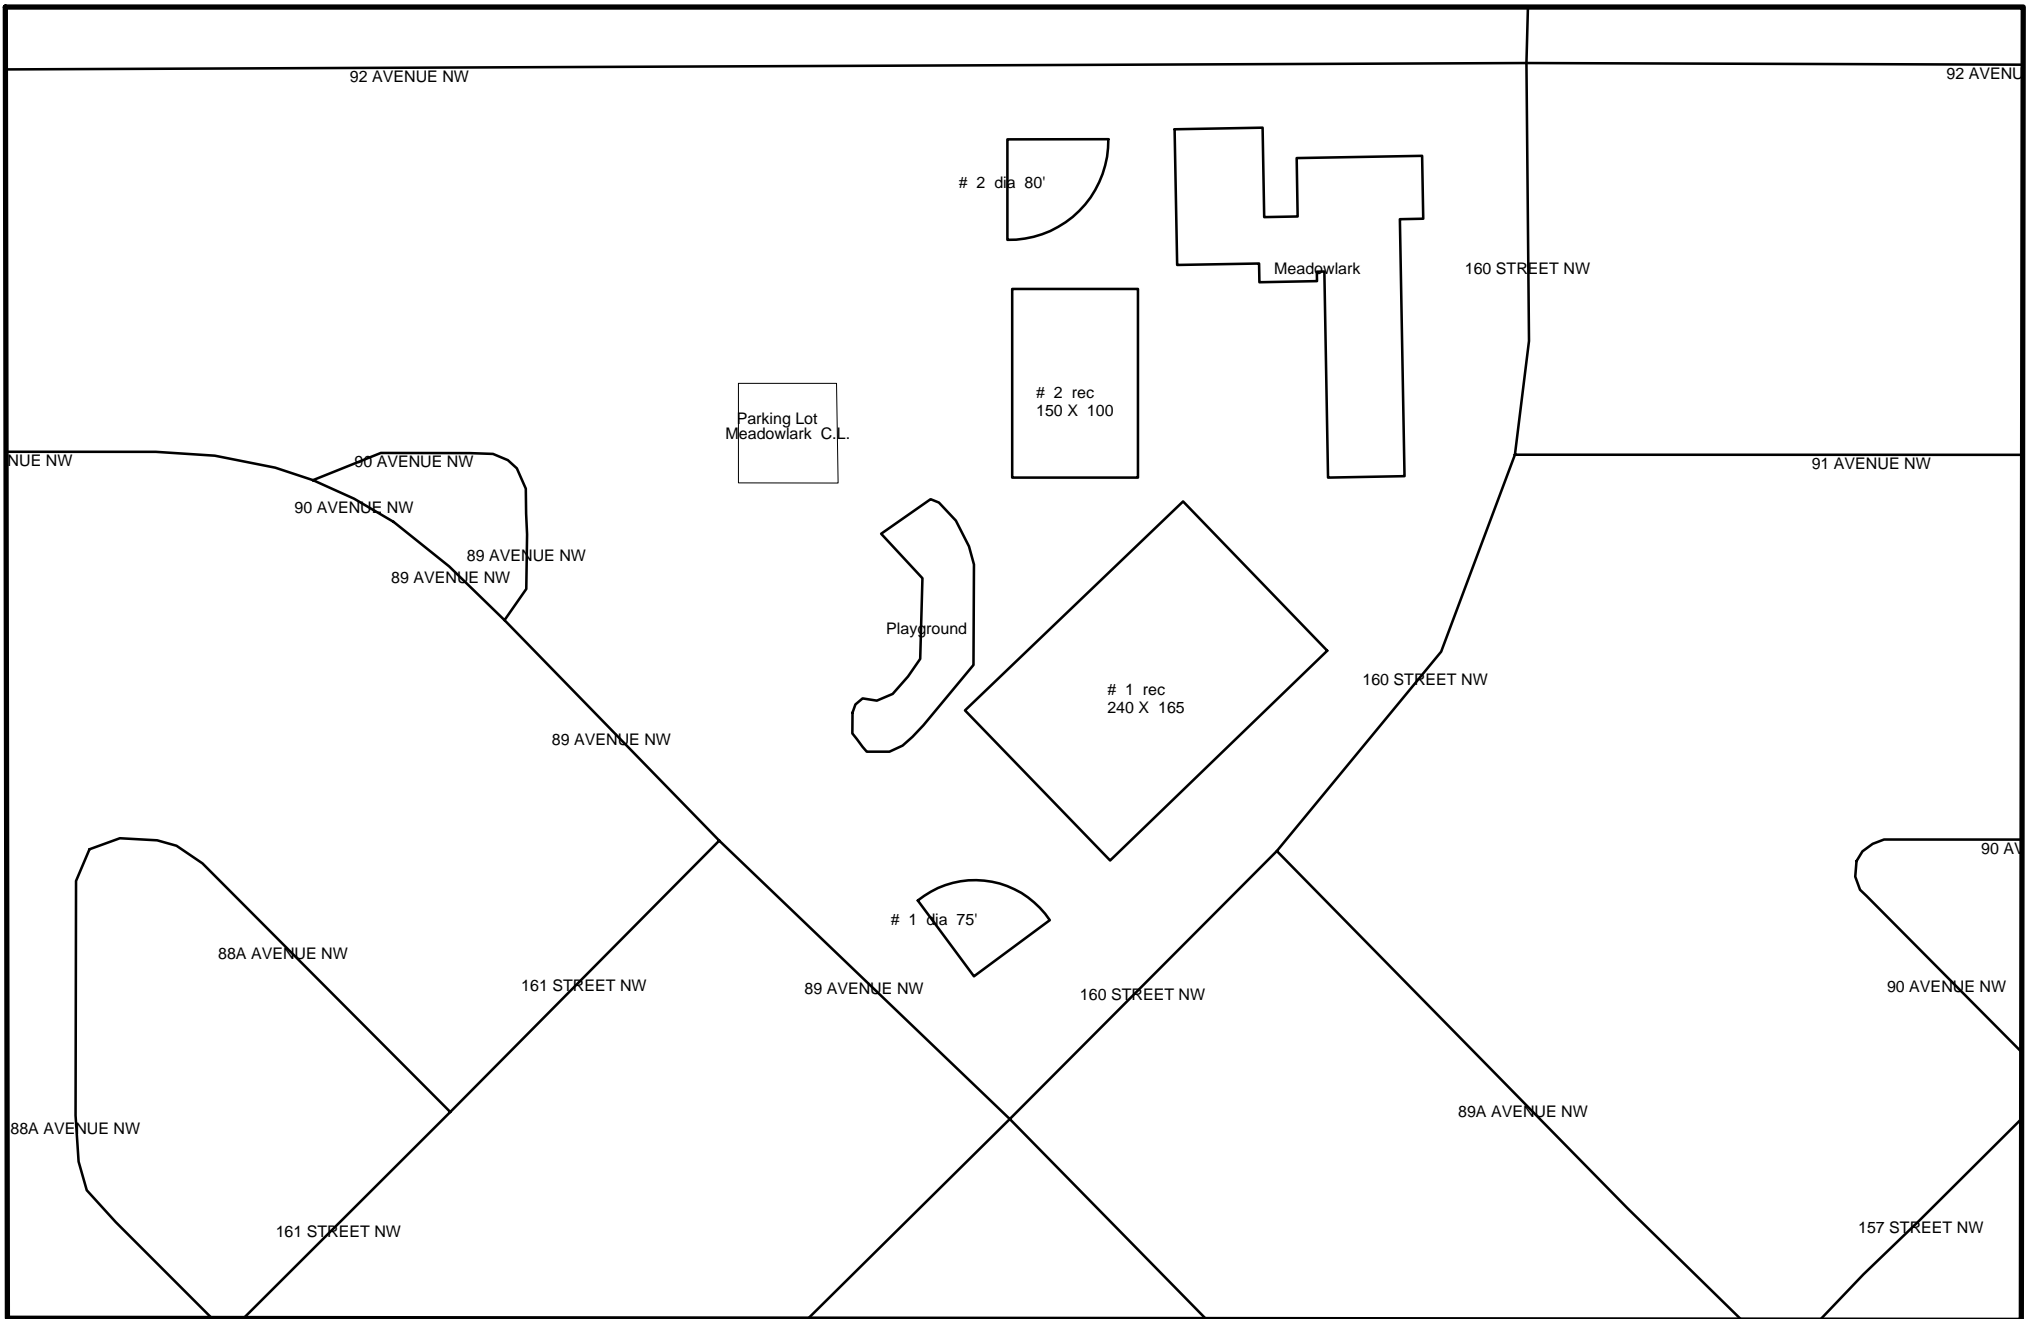 92 AVENUE NW
92 AVENU
# 2 dia 80'
Meadowlark
160 STREET NW
# 2 rec
150 X 100
Parking Lot
Meadowlark C.L.
NUE NW
90 AVENUE NW
91 AVENUE NW
90 AVENUE NW
89 AVENUE NW
89 AVENUE NW
Playground
160 STREET NW
# 1 rec
240 X 165
89 AVENUE NW
90 AV
# 1 dia 75'
88A AVENUE NW
161 STREET NW
89 AVENUE NW
160 STREET NW
90 AVENUE NW
89A AVENUE NW
88A AVENUE NW
161 STREET NW
157 STREET NW